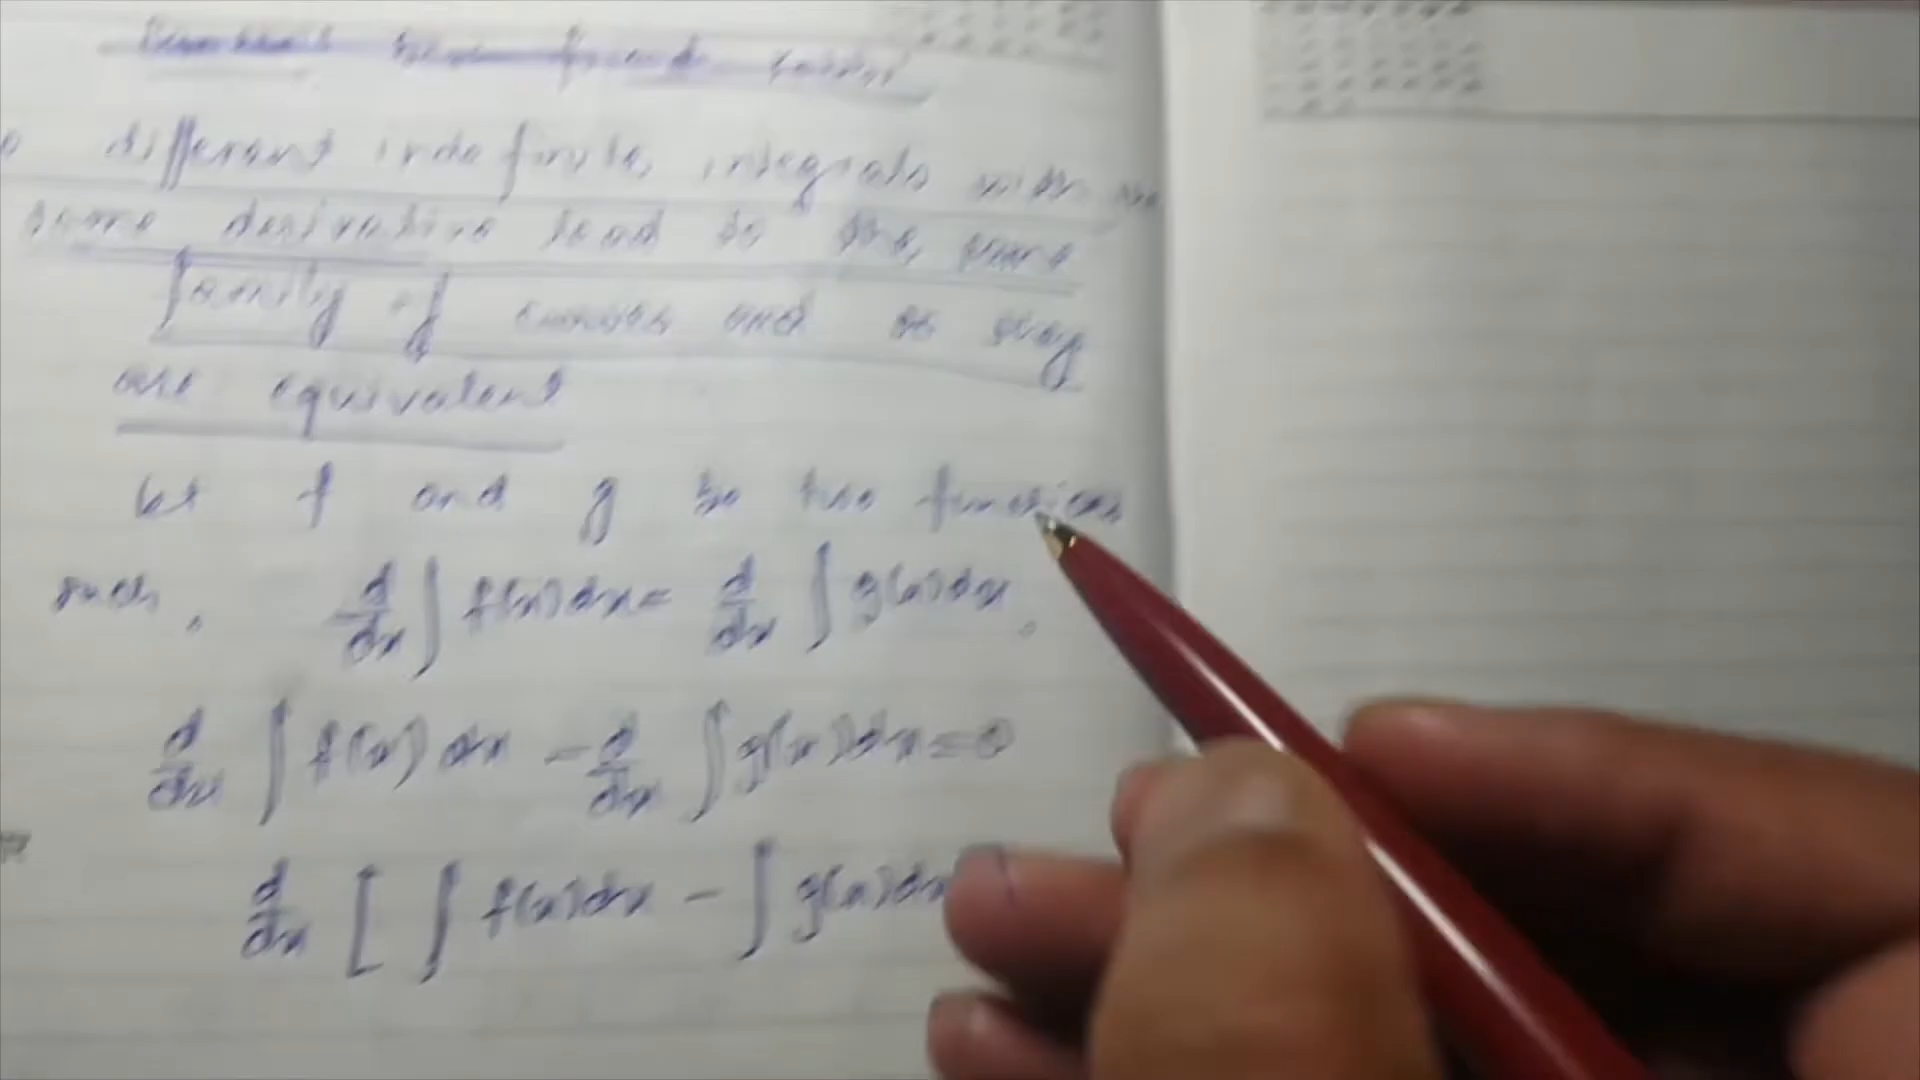 different indefinite integrals with
same derivative lead to the same
family of curves and so they
are equivalent
let f and g be two functions
such, d/dx ∫ f(x)dx = d/dx ∫ g(x)dx,
d/dx ∫ f(x) dx - d/dx ∫ g(x)dx = 0
d/dx [ ∫ f(x)dx - ∫ g(x)dx